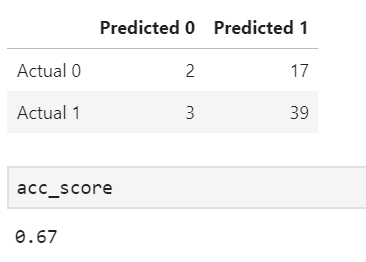 Predicted 0 Predicted 1
Actual 0 2 17
Actual 1 3 39
acc_score
0.67